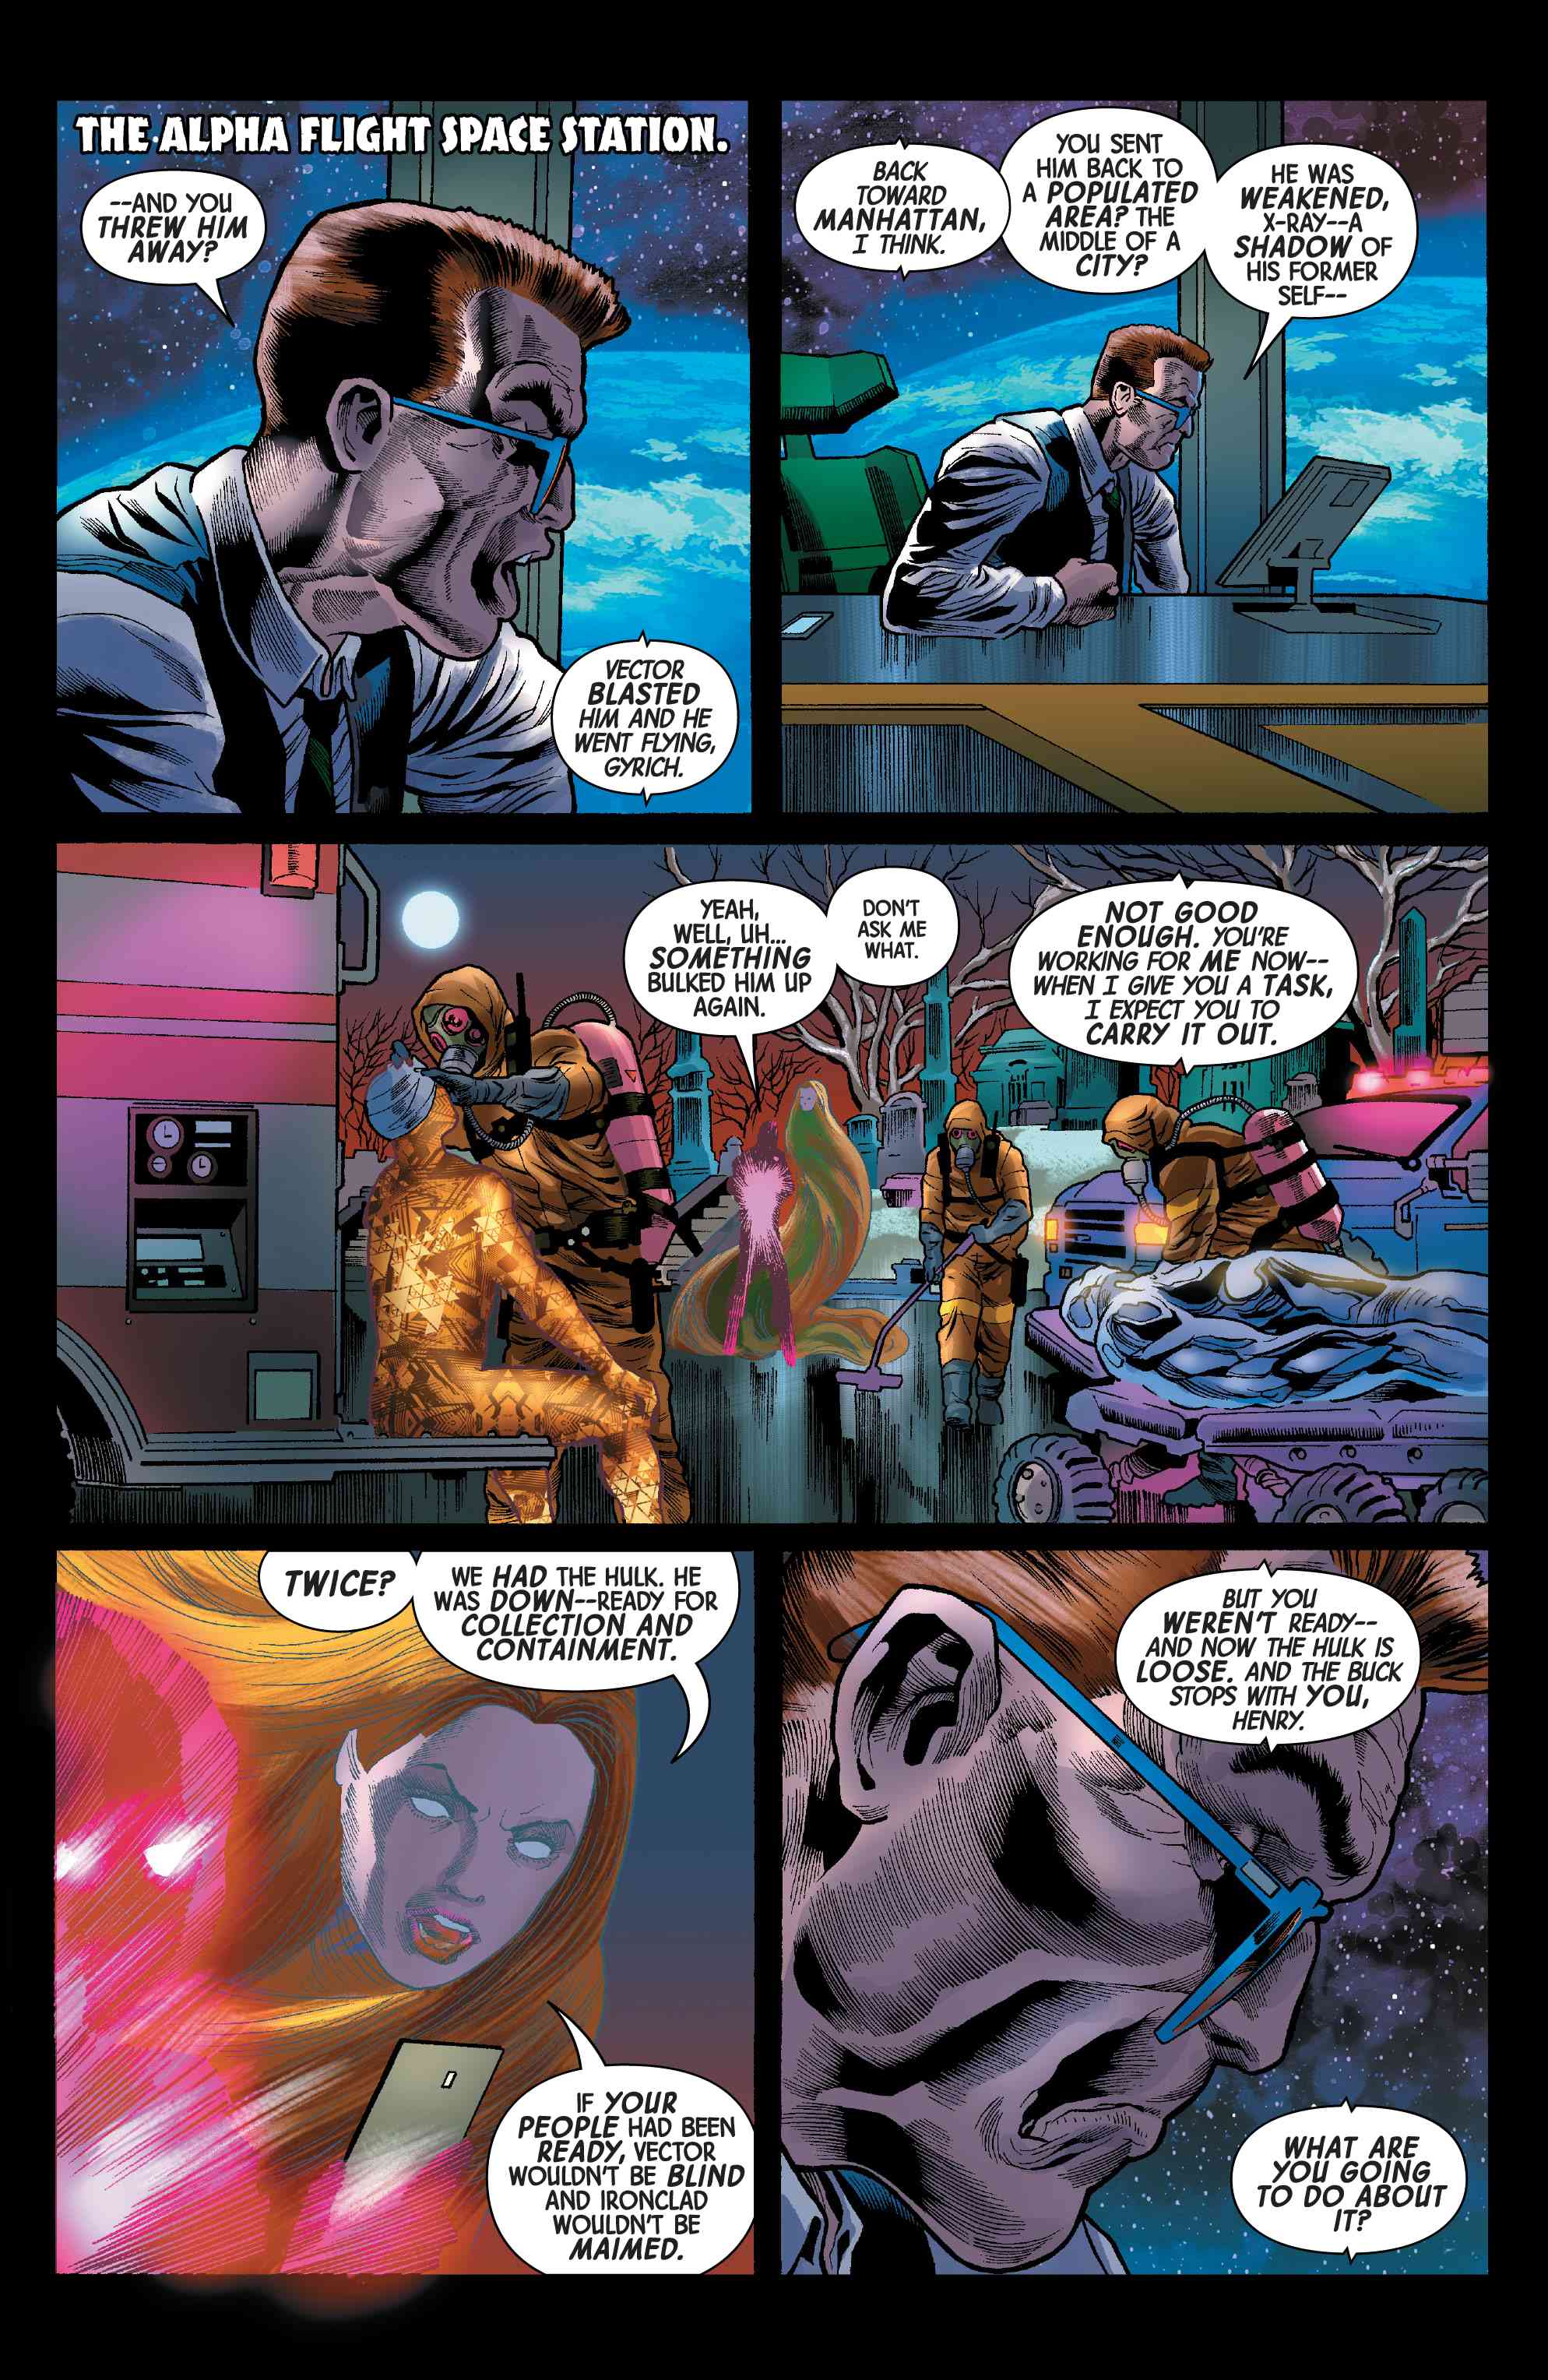 THE ALPHA FLIGHT SPACE STATION.
--AND YOU
THREW HIM
AWAY?
VECTOR
BLASTED
HIM AND HE
WENT FLYING,
GYRICH.
BACK
TOWARD
MANHATTAN,
I THINK.
YOU SENT
HIM BACK TO
A POPULATED
AREA? THE
MIDDLE OF A
CITY?
HE WAS
WEAKENED,
X-RAY--A
SHADOW OF
HIS FORMER
SELF--
YEAH,
WELL, UH...
SOMETHING
BULKED HIM UP
AGAIN.
DON'T
ASK ME
WHAT.
NOT GOOD
ENOUGH. YOU'RE
WORKING FOR ME NOW--
WHEN I GIVE YOU A TASK,
I EXPECT YOU TO
CARRY IT OUT.
TWICE?
WE HAD THE HULK. HE
WAS DOWN--READY FOR
COLLECTION AND
CONTAINMENT.
IF YOUR
PEOPLE HAD BEEN
READY, VECTOR
WOULDN'T BE BLIND
AND IRONCLAD
WOULDN'T BE
MAIMED.
BUT YOU
WEREN'T READY--
AND NOW THE HULK IS
LOOSE. AND THE BUCK
STOPS WITH YOU,
HENRY.
WHAT ARE
YOU GOING
TO DO ABOUT
IT?